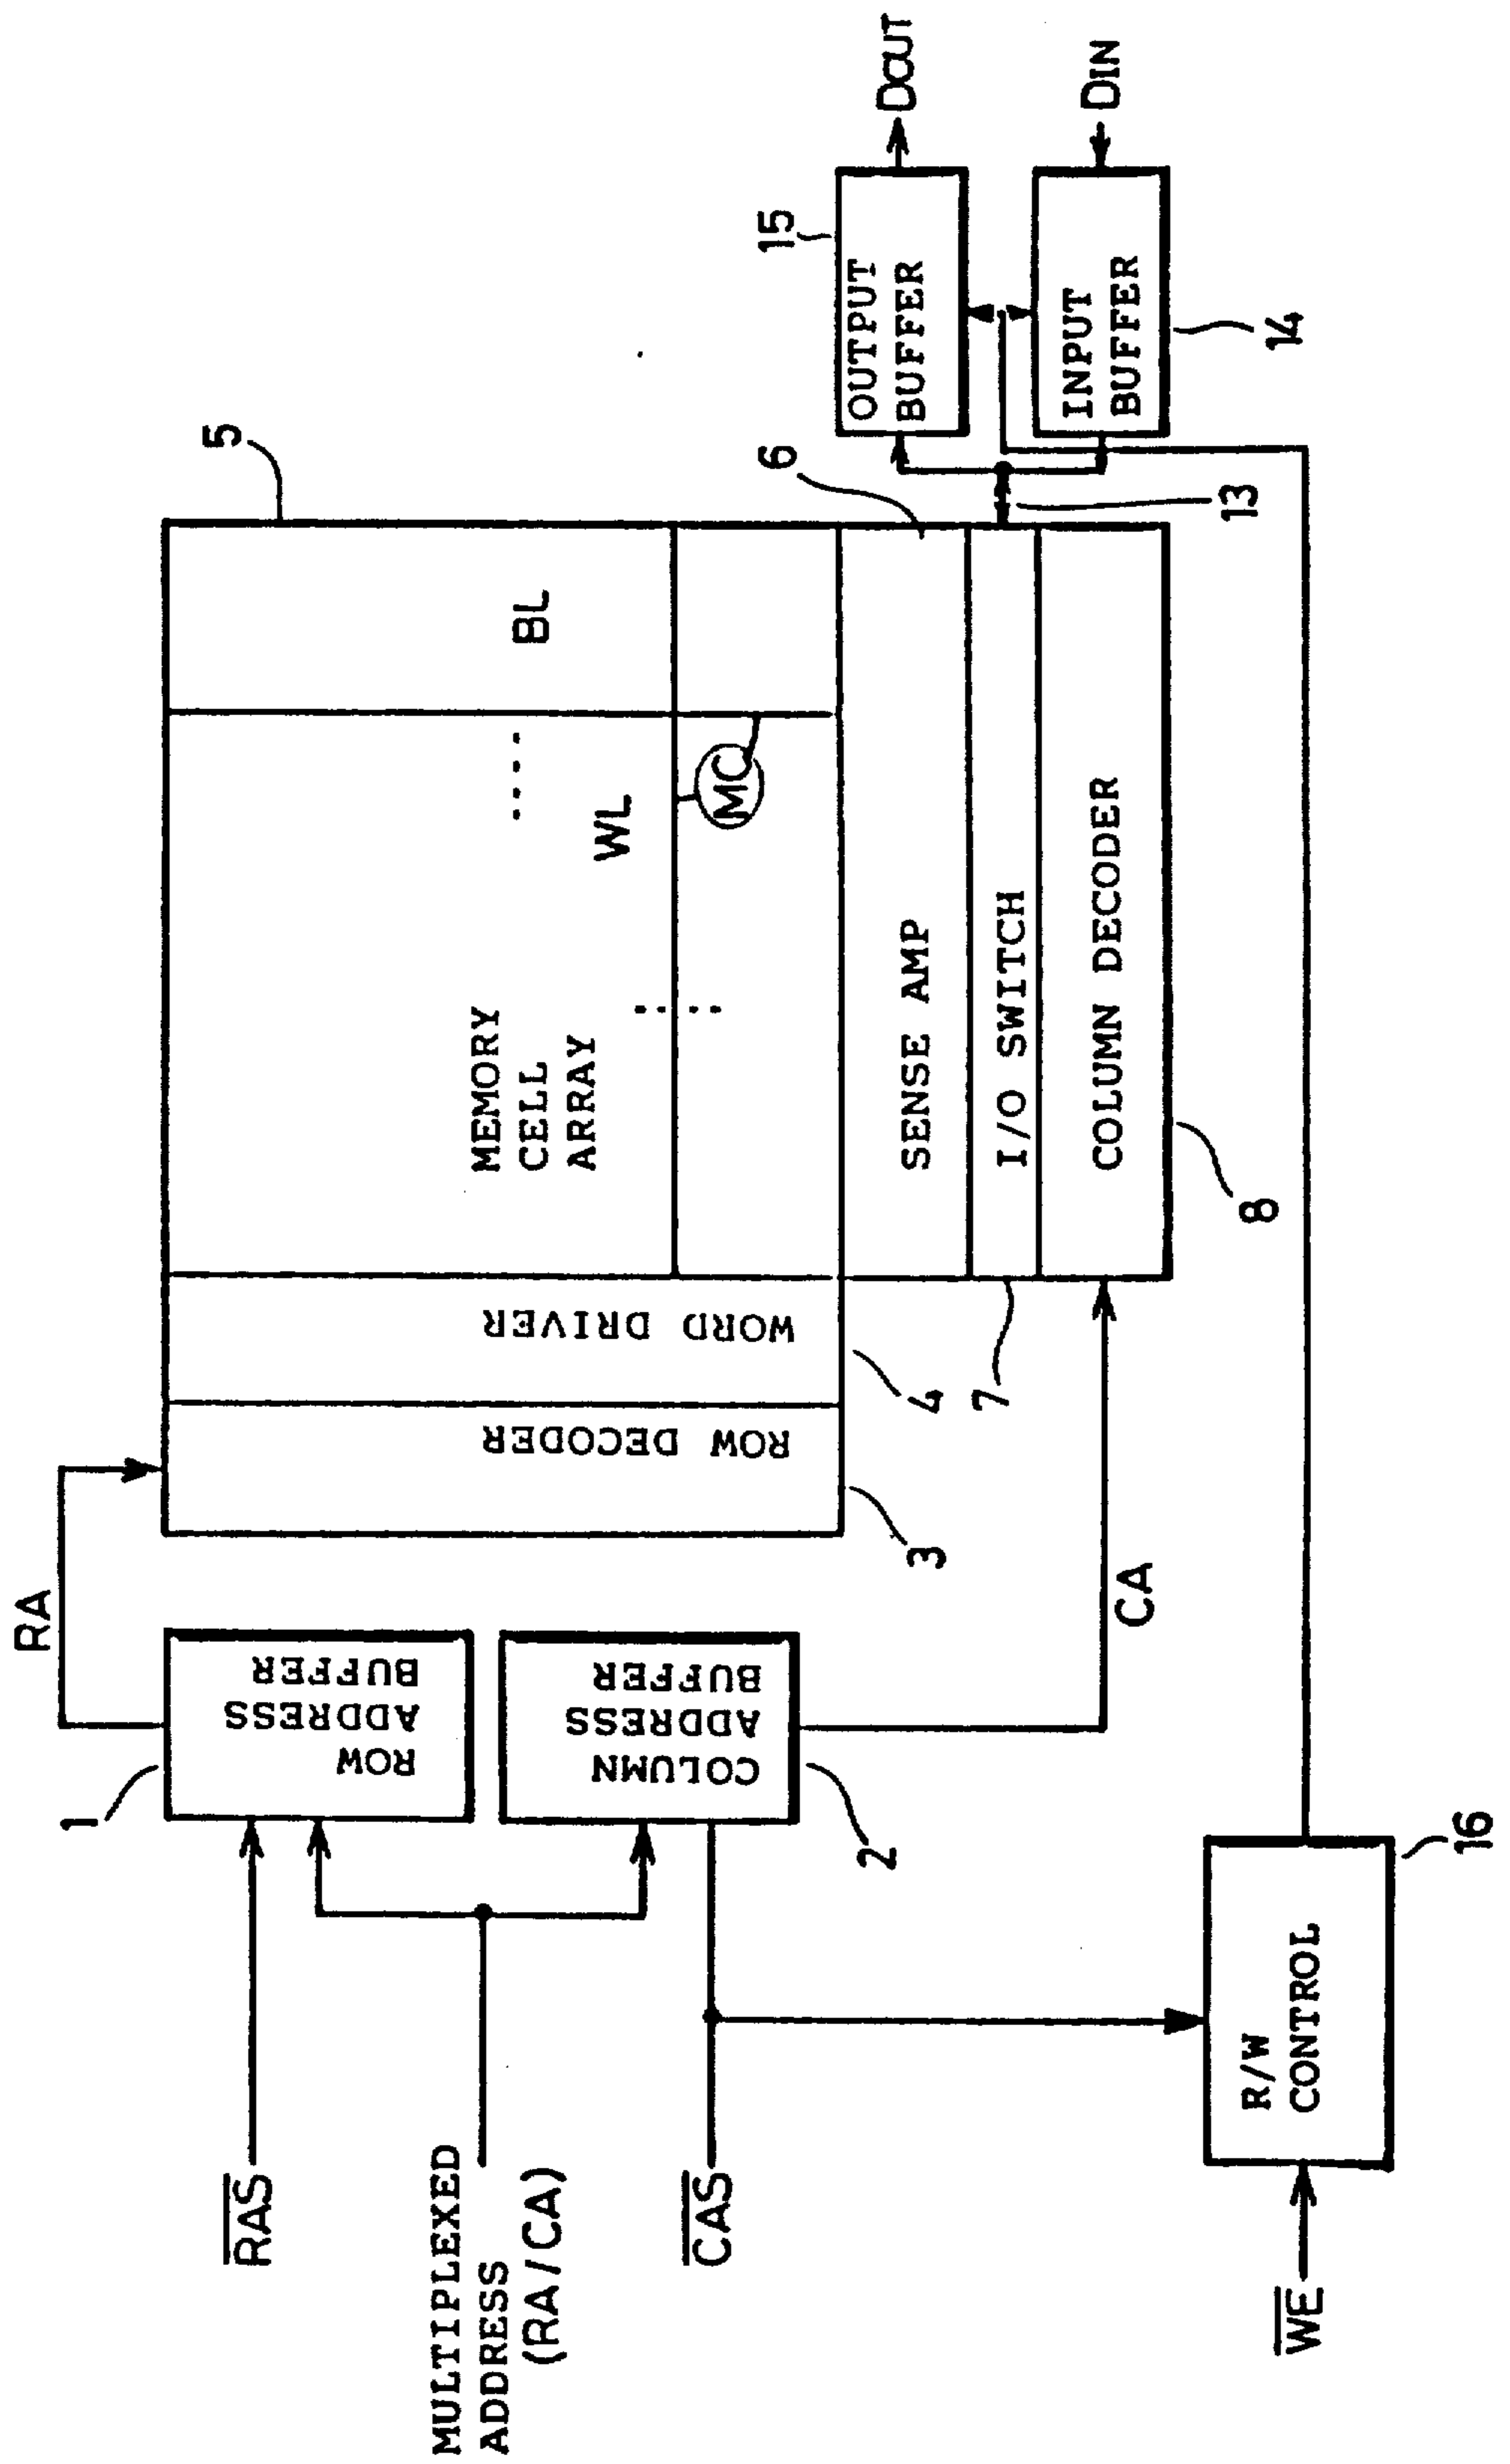 RA
5
1
ROW
ADDRESS
BUFFER
RAS
MULTIPLEXED
ADDRESS
(RA/CA)
COLUMN
ADDRESS
BUFFER
2
CAS
ROW DECODER
3
WORD DRIVER
4
MEMORY
CELL
ARRAY
BL
WL
MC
SENSE AMP
6
I/O SWITCH
7
COLUMN DECODER
8
CA
15
OUTPUT
BUFFER
DOUT
INPUT
BUFFER
DIN
14
13
R/W
CONTROL
16
WE